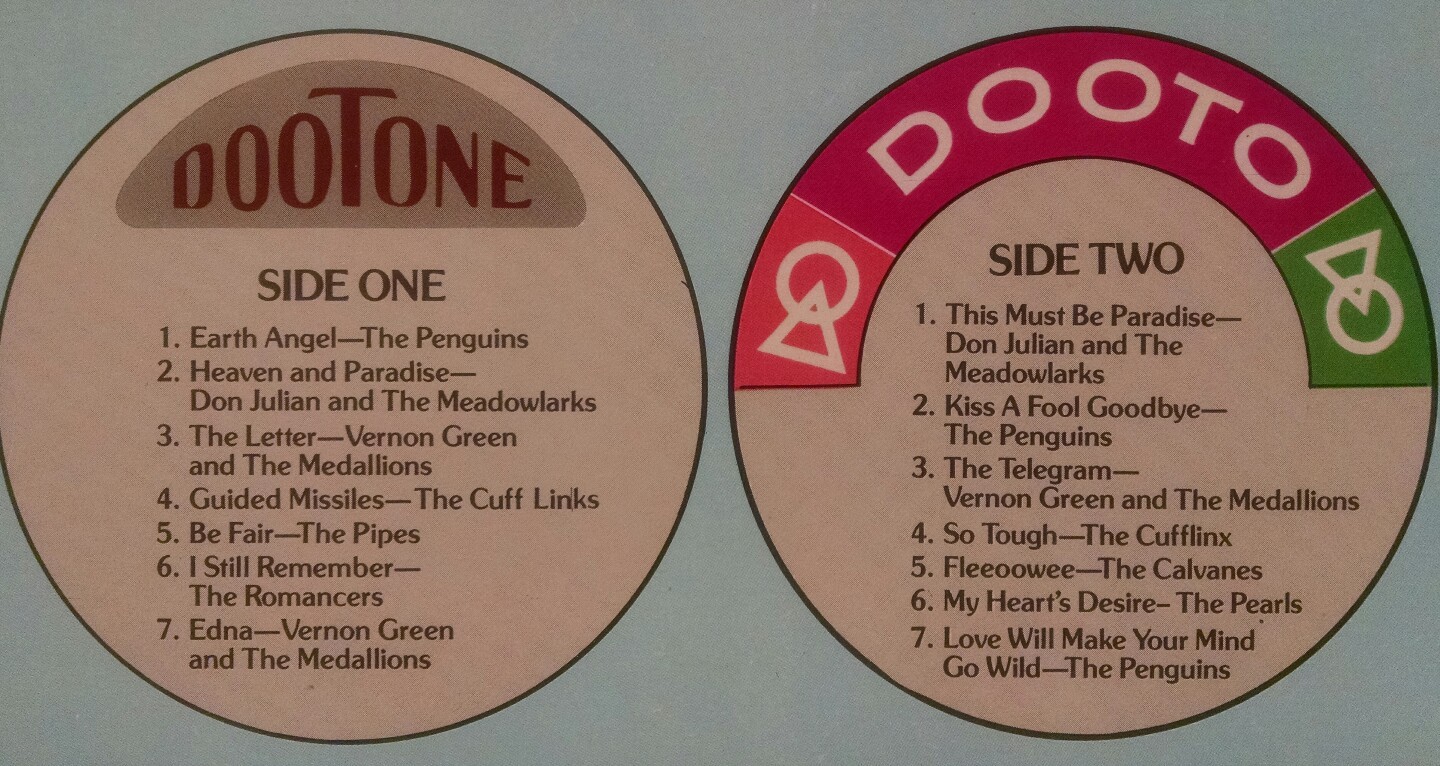 DOOTONE
SIDE ONE
1. Earth Angel—The Penguins
2. Heaven and Paradise—
Don Julian and The Meadowlarks
3. The Letter—Vernon Green
and The Medallions
4. Guided Missiles—The Cuff Links
5. Be Fair—The Pipes
6. I Still Remember—
The Romancers
7. Edna—Vernon Green
and The Medallions
DOOTO
SIDE TWO
1. This Must Be Paradise—
Don Julian and The
Meadowlarks
2. Kiss A Fool Goodbye—
The Penguins
3. The Telegram—
Vernon Green and The Medallions
4. So Tough—The Cufflinx
5. Fleeoowee—The Calvanes
6. My Heart's Desire– The Pearls
7. Love Will Make Your Mind
Go Wild—The Penguins